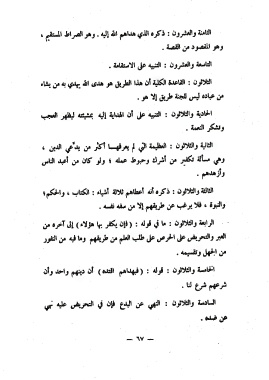 الثامنة والعشرون : ذكره الذي هداهم الله إليه . وهو الصراط المستقيم ،
وهو المقصود من القصة .
التاسعة والعشرون : التنبيه على الاستقامة .
الثلاثون : القاعدة الكلية أن هذا الطريق هو هدى الله يهدي به من يشاء
من عباده ليس للجنة طريق إلا هو .
الحادية والثلاثون : التنبيه على أن الهداية إليه بمشيئته ليظهر العجب
وتشكر النعمة .
الثانية والثلاثون : العظيمة التي لم يعرفها أكثر من يدعي الدين ،
وهي مسألة تكفير من أشرك وحبوط عمله ؛ ولو كان من أعبد الناس
وأزهدهم .
الثالثة والثلاثون : ذكره أنه أعطاهم ثلاثة أشياء : الكتاب ، والحكم ؛
والنبوة ، فلا يرغب عن طريقهم إلا من سفه نفسه .
الرابعة والثلاثون : ما في قوله : (فإن يكفر بها هؤلاء) إلى آخره من
العبر والتحريض على الحرص على طلب العلم من طريقهم وما فيه من النفور
من الجهل وتقسيمه .
الخامسة والثلاثون : قوله : (فبهداهم اقتده) أن دينهم واحد وأن
شرعهم شرع لنا .
السادسة والثلاثون : النهي عن البدع فإن في التحريض عليه نهي
عن ضده .
— ٦٧ —